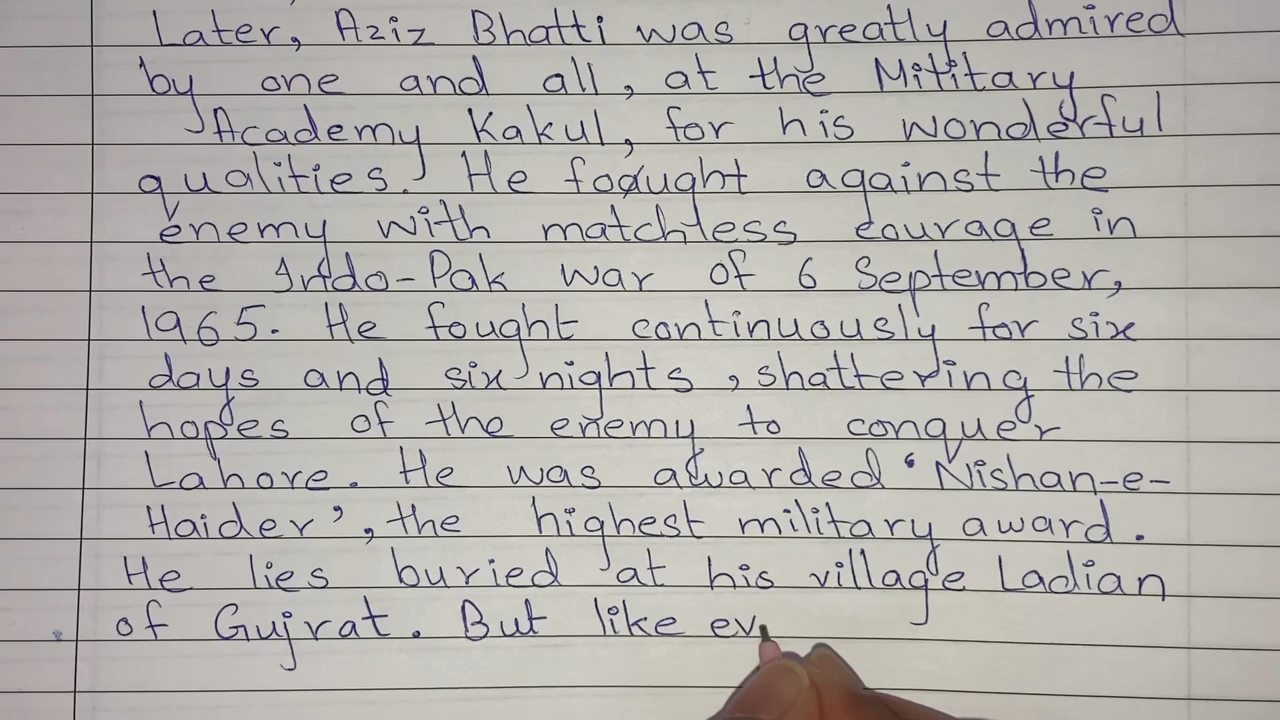 Later, Aziz Bhatti was greatly admired
by one and all, at the Mititary
Academy Kakul, for his wonderful
qualities. He fought against the
enemy with matchless courage in
the Indo-Pak war of 6 September,
1965. He fought continuously for six
days and six nights, shattering the
hopes of the enemy to conquer
Lahore. He was awarded 'Nishan-e-
Haider', the highest military award.
He lies buried at his village Ladian
of Gujrat. But like ev